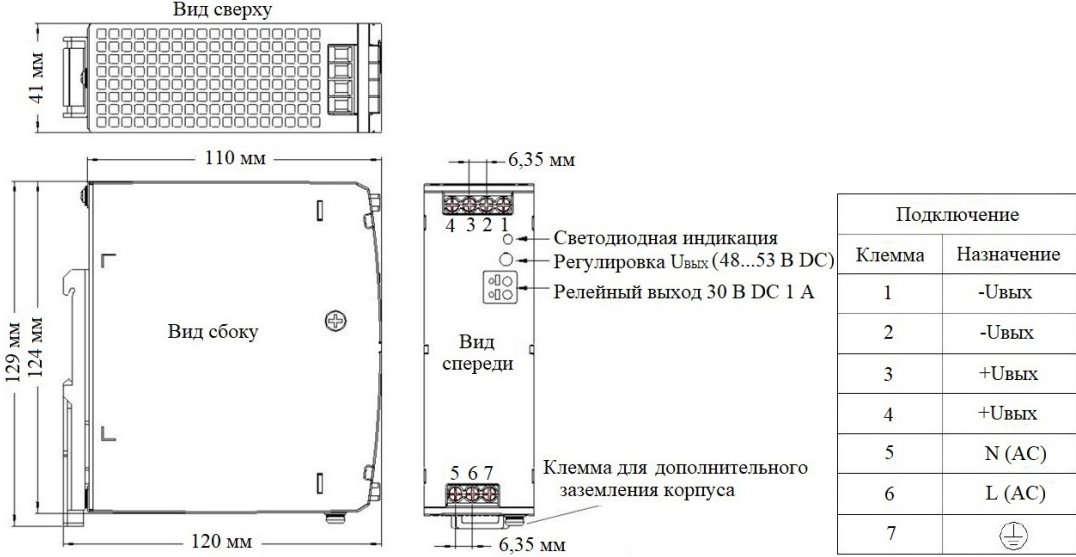 Вид сверху
41 мм
110 мм
6,35 мм
4 3 2 1
Светодиодная индикация
Регулировка Uвых (48...53 В DC)
Релейный выход 30 В DC 1 А
129 мм
124 мм
Вид сбоку
Вид
спереди
5 6 7
Клемма для дополнительного
заземления корпуса
120 мм
6,35 мм
Подключение
Клемма Назначение
1 -Uвых
2 -Uвых
3 +Uвых
4 +Uвых
5 N (AC)
6 L (AC)
7